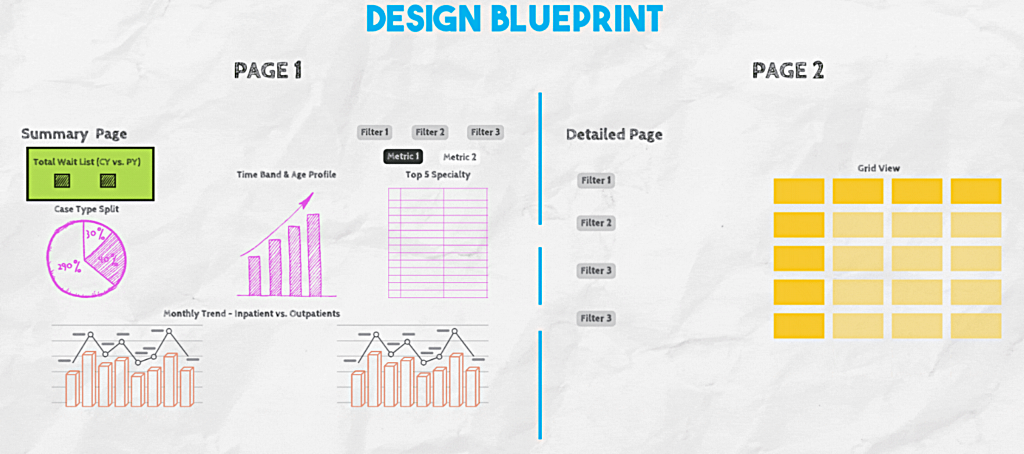 DESIGN BLUEPRINT
PAGE 1
Summary Page
Filter 1
Filter 2
Filter 3
Metric 1
Metric 2
Total Wait List (CY vs. PY)
Time Band & Age Profile
Top 5 Specialty
Case Type Split
30%
40%
290%
Monthly Trend - Inpatient vs. Outpatients
PAGE 2
Detailed Page
Filter 1
Filter 2
Filter 3
Filter 3
Grid View